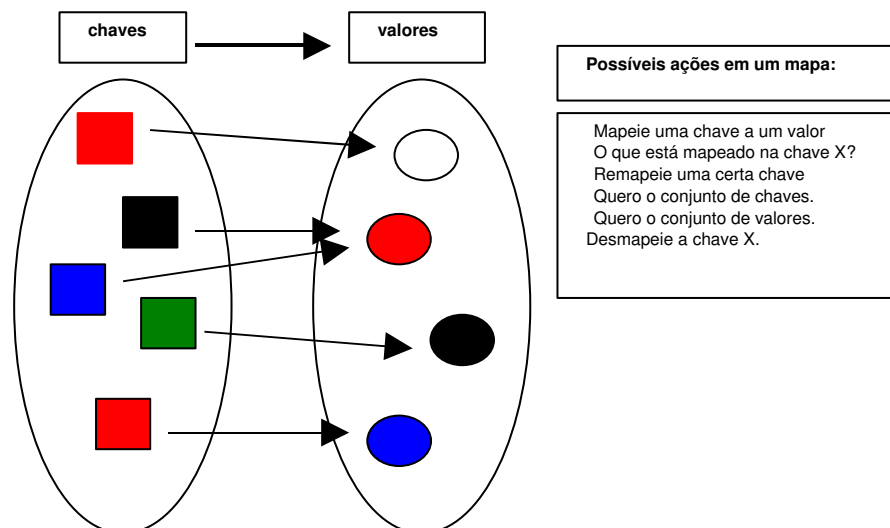 chaves
valores
Possíveis ações em um mapa:
Mapeie uma chave a um valor
O que está mapeado na chave X?
Remapeie uma certa chave
Quero o conjunto de chaves.
Quero o conjunto de valores.
Desmapeie a chave X.